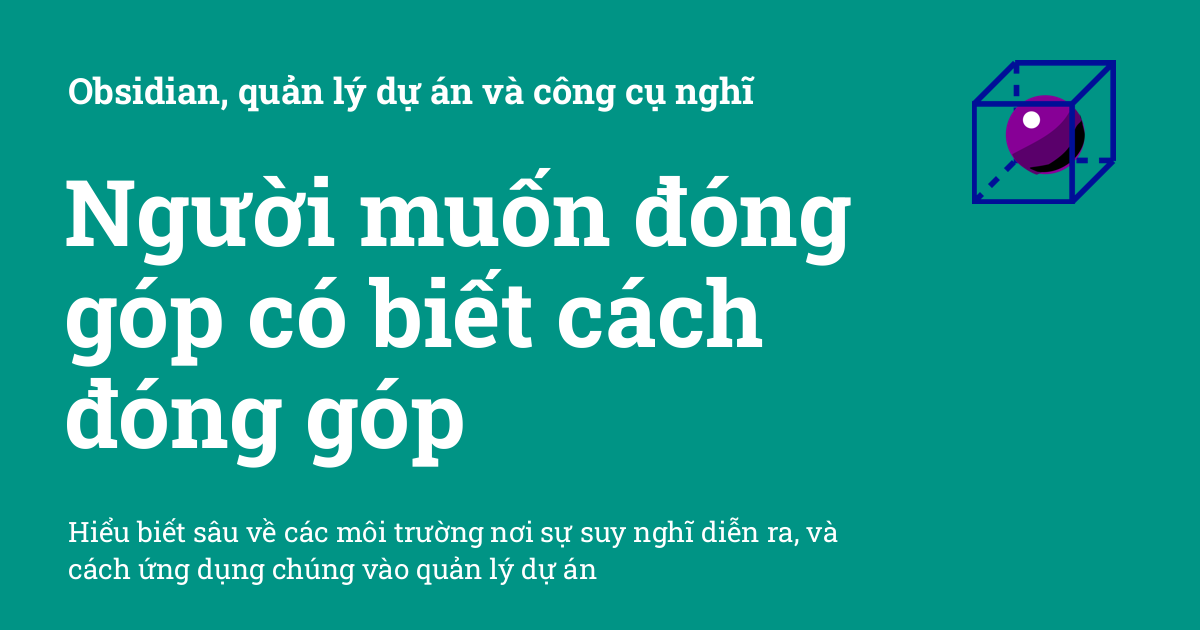 Obsidian, quản lý dự án và công cụ nghĩ
Người muốn đóng
góp có biết cách
đóng góp
Hiểu biết sâu về các môi trường nơi sự suy nghĩ diễn ra, và
cách ứng dụng chúng vào quản lý dự án